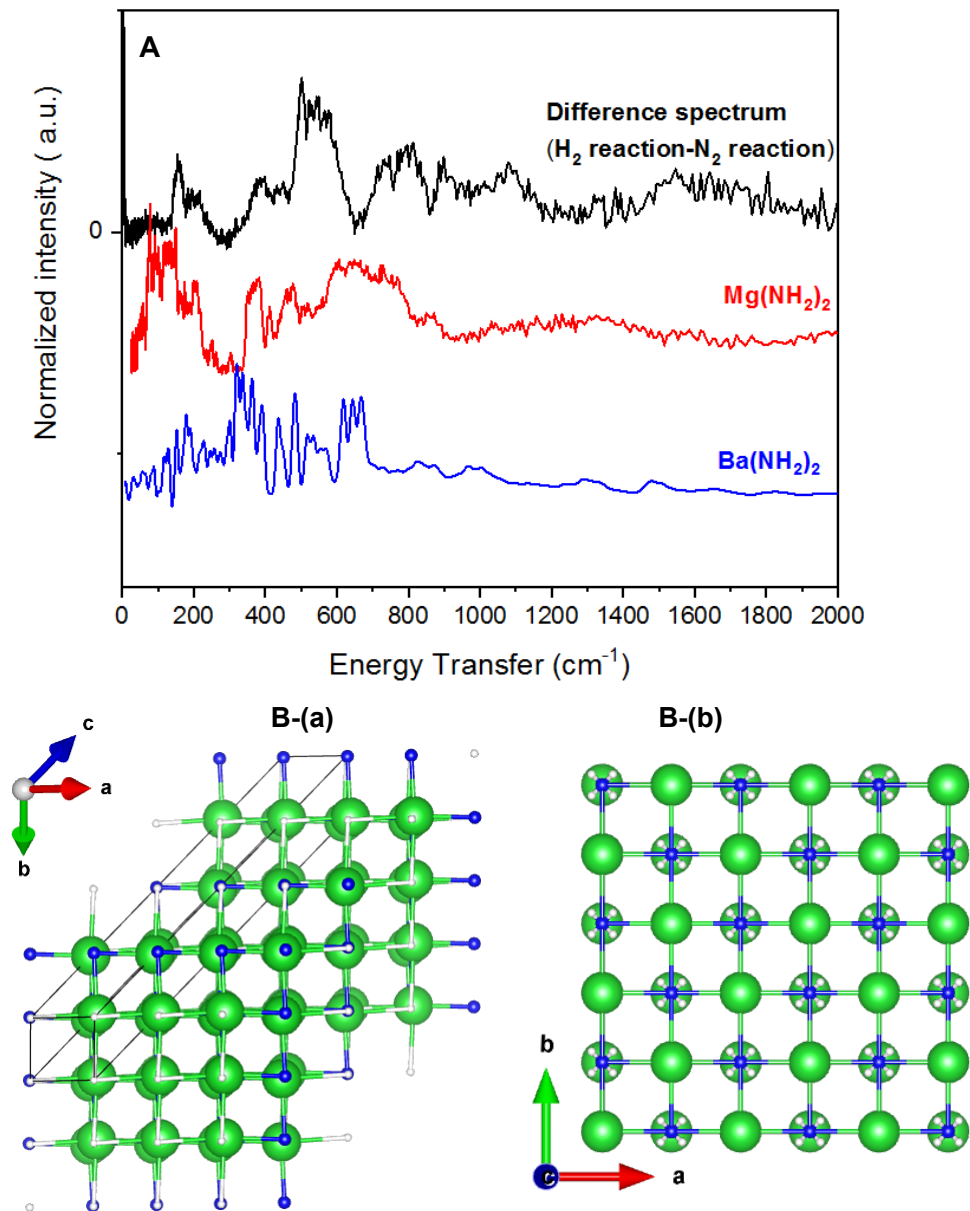 A
Difference spectrum
(H₂ reaction-N₂ reaction)
Normalized intensity ( a.u.)
0
Mg(NH₂)₂
Ba(NH₂)₂
0 200 400 600 800 1000 1200 1400 1600 1800 2000
Energy Transfer (cm⁻¹)
B-(a) B-(b)
c
a
b
b
c
a